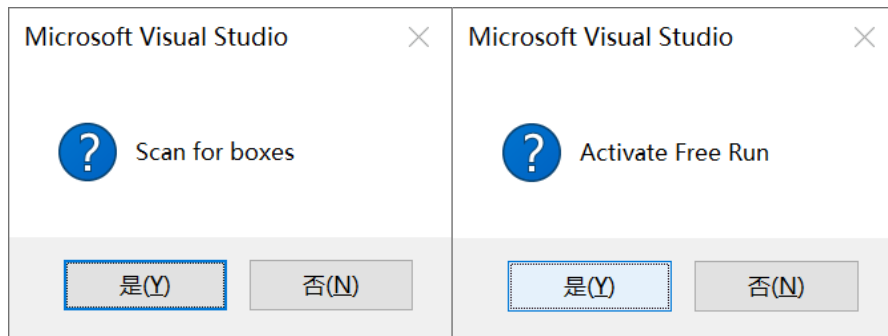 Microsoft Visual Studio
Scan for boxes
是(Y)
否(N)
Microsoft Visual Studio
Activate Free Run
是(Y)
否(N)